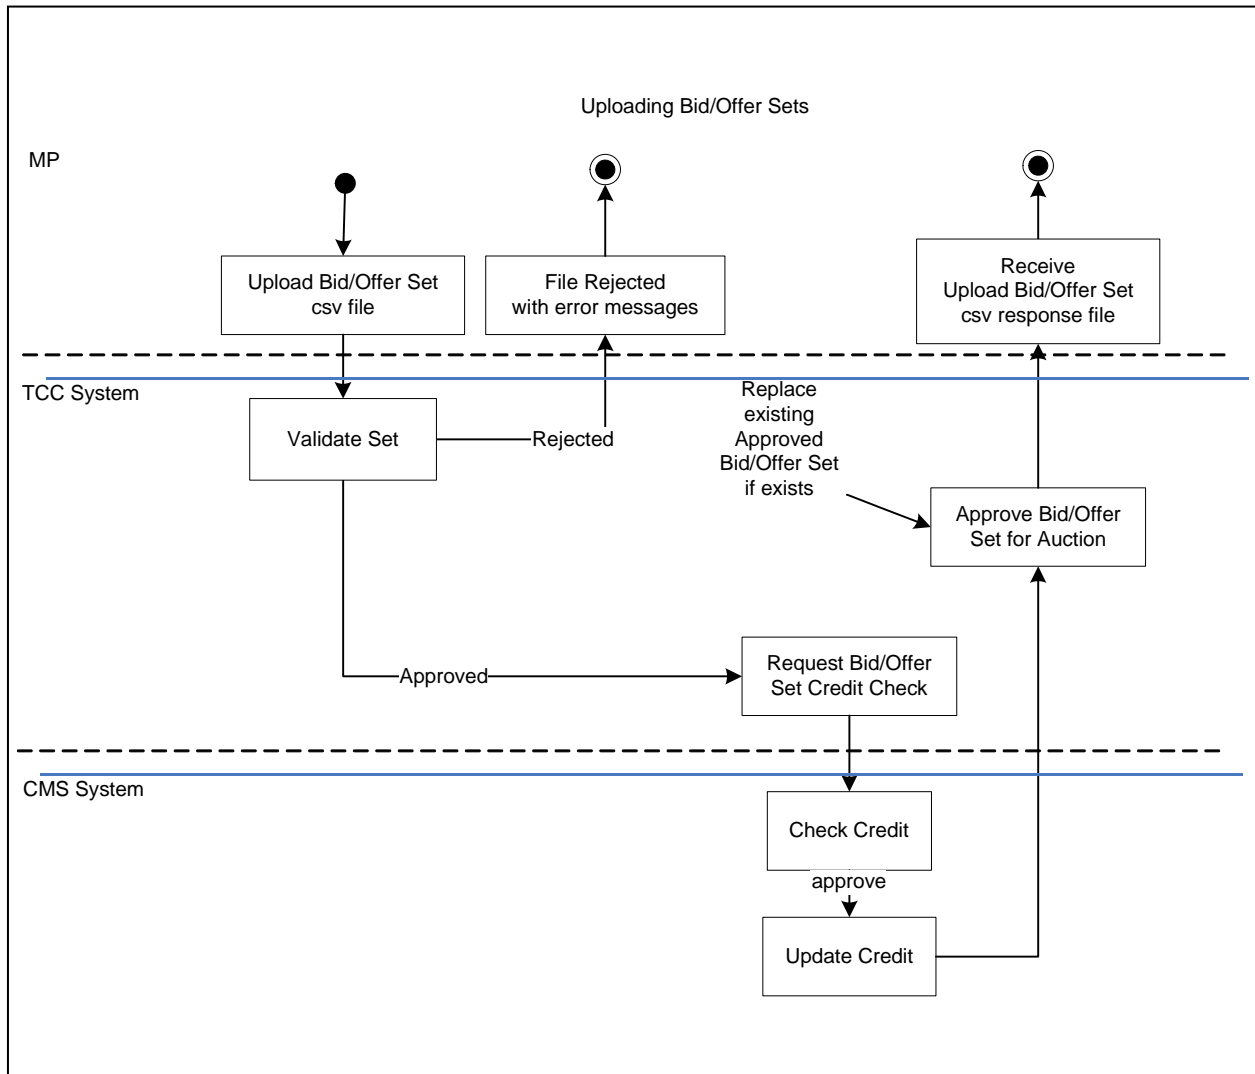 Uploading Bid/Offer Sets
MP
Upload Bid/Offer Set
csv file
File Rejected
with error messages
Receive
Upload Bid/Offer Set
csv response file
TCC System
Validate Set
Rejected
Replace
existing
Approved
Bid/Offer Set
if exists
Approve Bid/Offer
Set for Auction
Approved
Request Bid/Offer
Set Credit Check
CMS System
Check Credit
approve
Update Credit